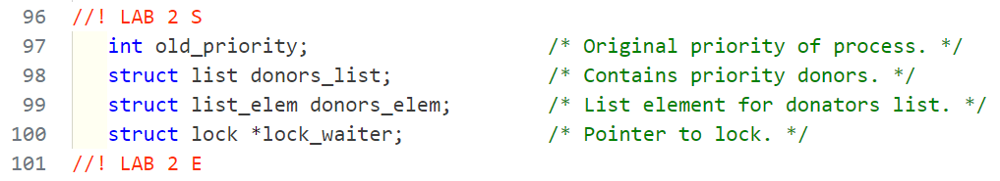 96 //! LAB 2 S
97 int old_priority; /* Original priority of process. */
98 struct list donors_list; /* Contains priority donors. */
99 struct list_elem donors_elem; /* List element for donators list. */
100 struct lock *lock_waiter; /* Pointer to lock. */
101 //! LAB 2 E